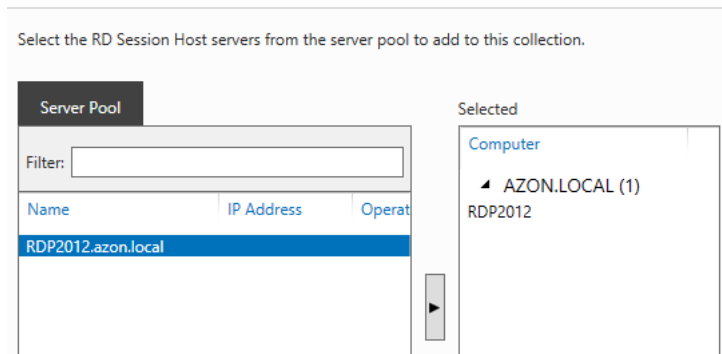 Select the RD Session Host servers from the server pool to add to this collection.
Server Pool
Filter:
Name IP Address Operat
RDP2012.azon.local
Selected
Computer
AZON.LOCAL (1)
RDP2012